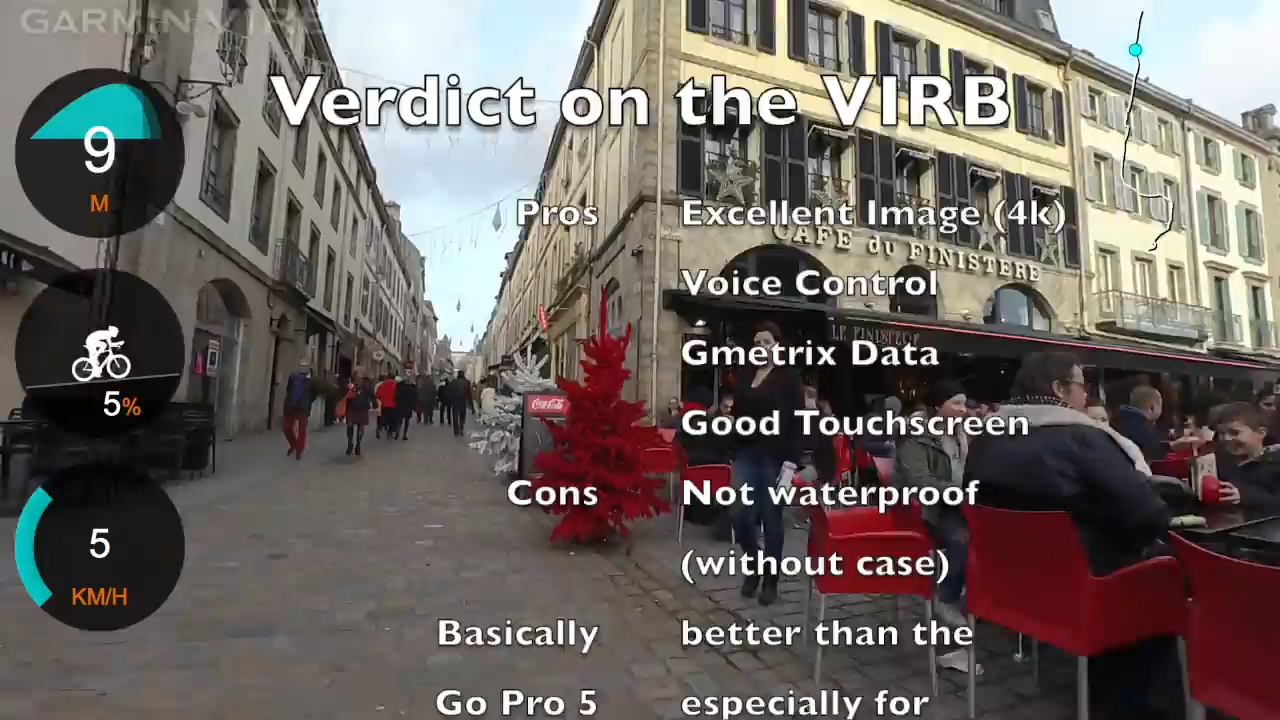 GARMIN VIRB
Verdict on the VIRB
9
M
Pros Excellent Image (4k)
CAFE du FINISTERE
Voice Control
LE FINISTERE
Gmetrix Data
5%
Coca-Cola
Good Touchscreen
Cons Not waterproof
5
(without case)
KM/H
Basically better than the
Go Pro 5 especially for